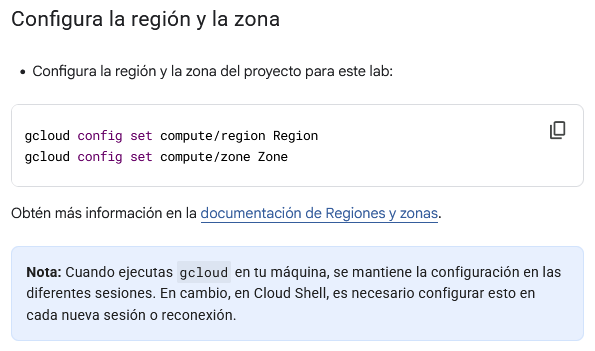 Configura la región y la zona
• Configura la región y la zona del proyecto para este lab:
gcloud config set compute/region Region
gcloud config set compute/zone Zone
Obtén más información en la documentación de Regiones y zonas.
Nota: Cuando ejecutas gcloud en tu máquina, se mantiene la configuración en las
diferentes sesiones. En cambio, en Cloud Shell, es necesario configurar esto en
cada nueva sesión o reconexión.